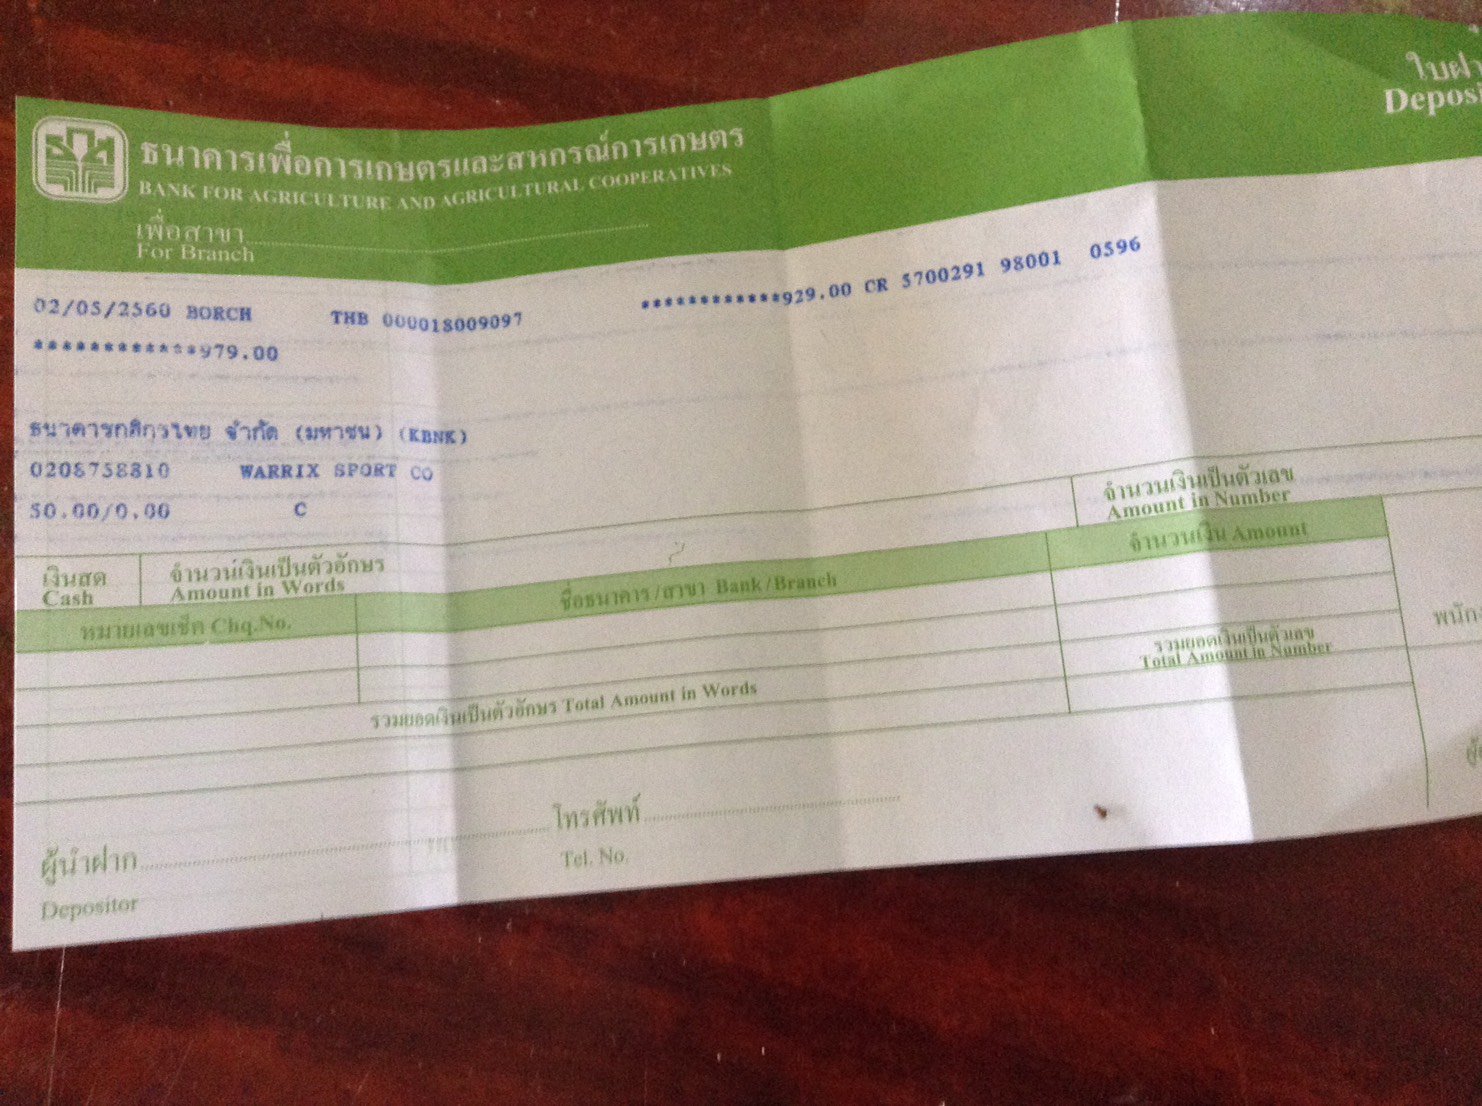 ธนาคารเพื่อการเกษตรและสหกรณ์การเกษตร
BANK FOR AGRICULTURE AND AGRICULTURAL COOPERATIVES
เพื่อสาขา
For Branch
ใบฝา
Depos
02/05/2560 BORCH THB 000018009097 ************929.00 CR 5700291 98001 0596
************979.00
ธนาคารกสิกรไทย จำกัด (มหาชน) (KBNK)
0208758810 WARRIX SPORT CO
50.00/0.00 C
เงินสด จำนวนเงินเป็นตัวอักษร จำนวนเงินเป็นตัวเลข
Cash Amount in Words Amount in Number
หมายเลขเช็ค Chq.No. ชื่อธนาคาร/สาขา Bank/Branch จำนวนเงิน Amount
พนัก
รวมยอดเงินเป็นตัวอักษร Total Amount in Words รวมยอดเงินเป็นตัวเลข
Total Amount in Number
ผู้นำฝาก โทรศัพท์
Depositor Tel. No.